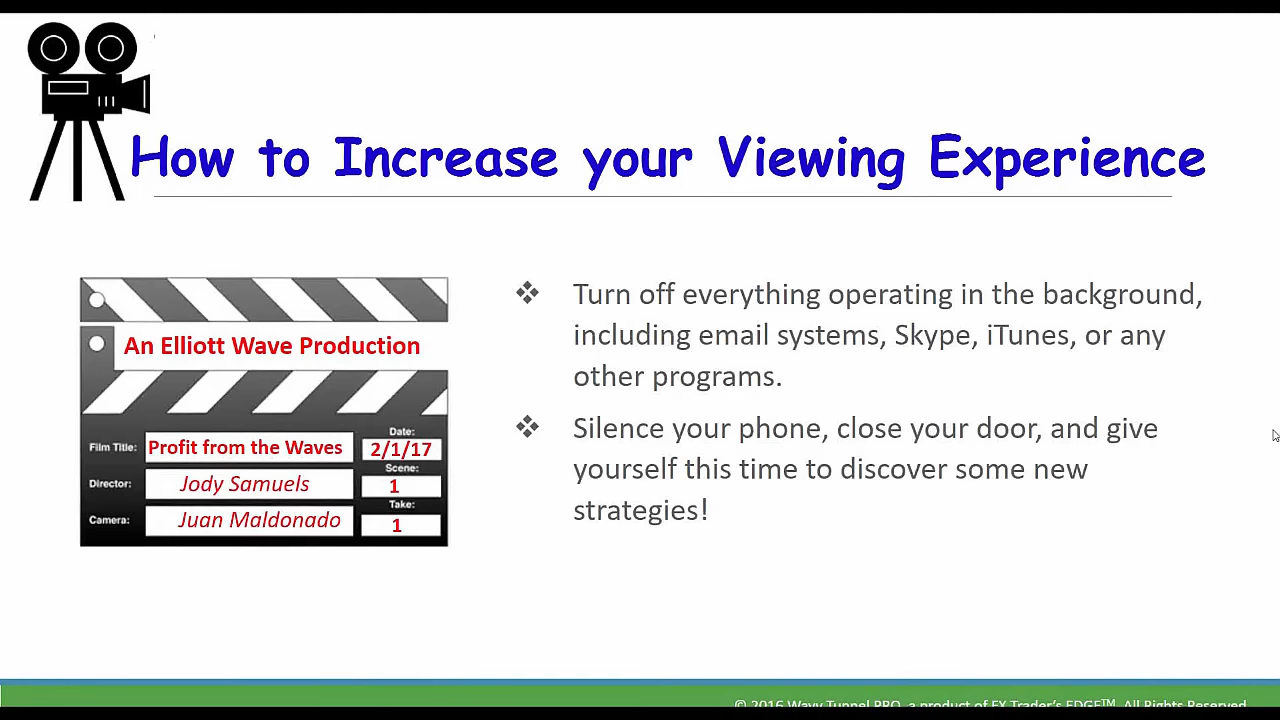 How to Increase your Viewing Experience
An Elliott Wave Production
Film Title: Profit from the Waves
Date:
2/1/17
Director: Jody Samuels
Scene:
1
Camera: Juan Maldonado
Take:
1
❖ Turn off everything operating in the background,
including email systems, Skype, iTunes, or any
other programs.
❖ Silence your phone, close your door, and give
yourself this time to discover some new
strategies!
© 2016 Wavy Tunnel PRO, a product of FX Trader's EDGE™. All Rights Reserved